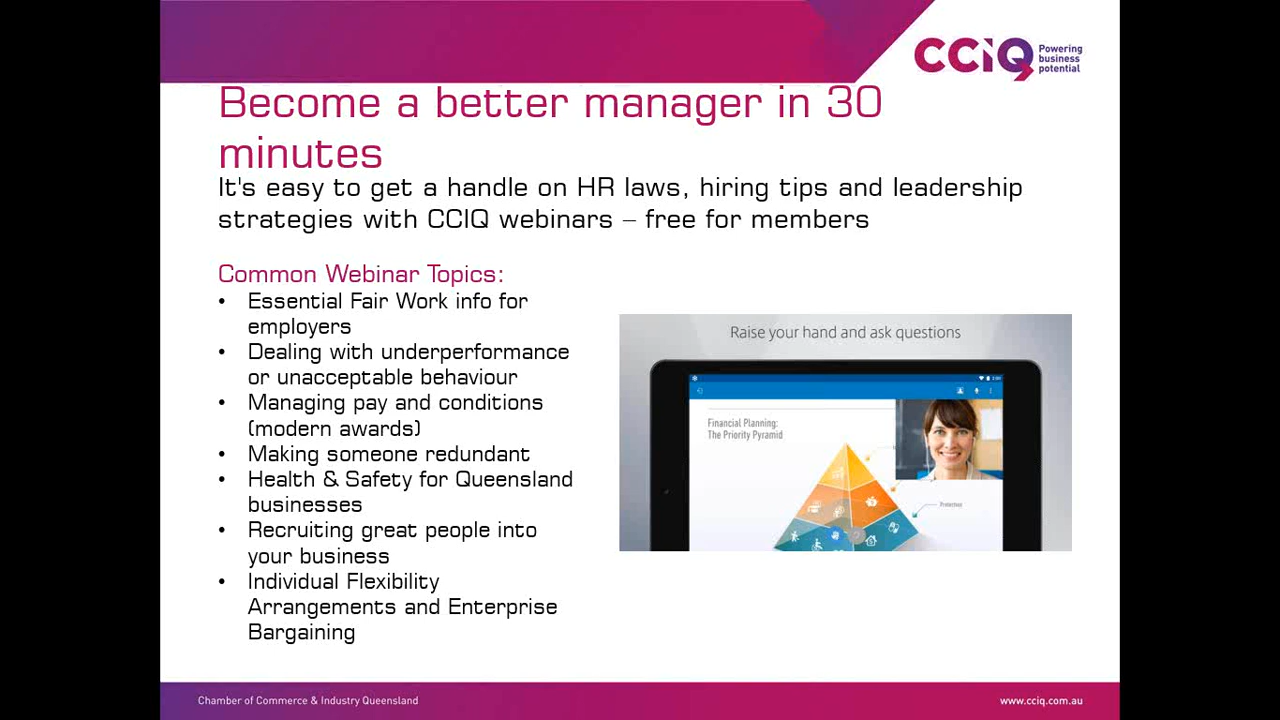 CCIQ Powering
business
potential
Become a better manager in 30
minutes
It's easy to get a handle on HR laws, hiring tips and leadership
strategies with CCIQ webinars – free for members
Common Webinar Topics:
• Essential Fair Work info for
employers
• Dealing with underperformance
or unacceptable behaviour
• Managing pay and conditions
(modern awards)
• Making someone redundant
• Health & Safety for Queensland
businesses
• Recruiting great people into
your business
• Individual Flexibility
Arrangements and Enterprise
Bargaining
Raise your hand and ask questions
Financial Planning:
The Priority Pyramid
Protection
Chamber of Commerce & Industry Queensland
www.cciq.com.au